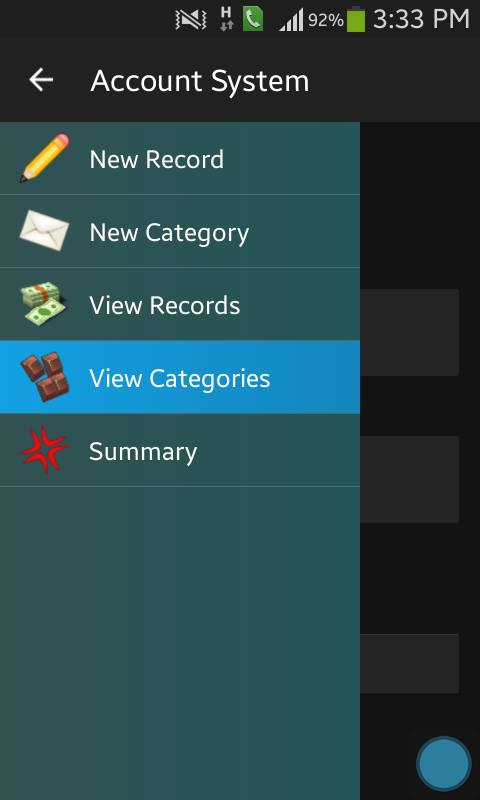 H 92% 3:33 PM
Account System
New Record
New Category
View Records
View Categories
Summary